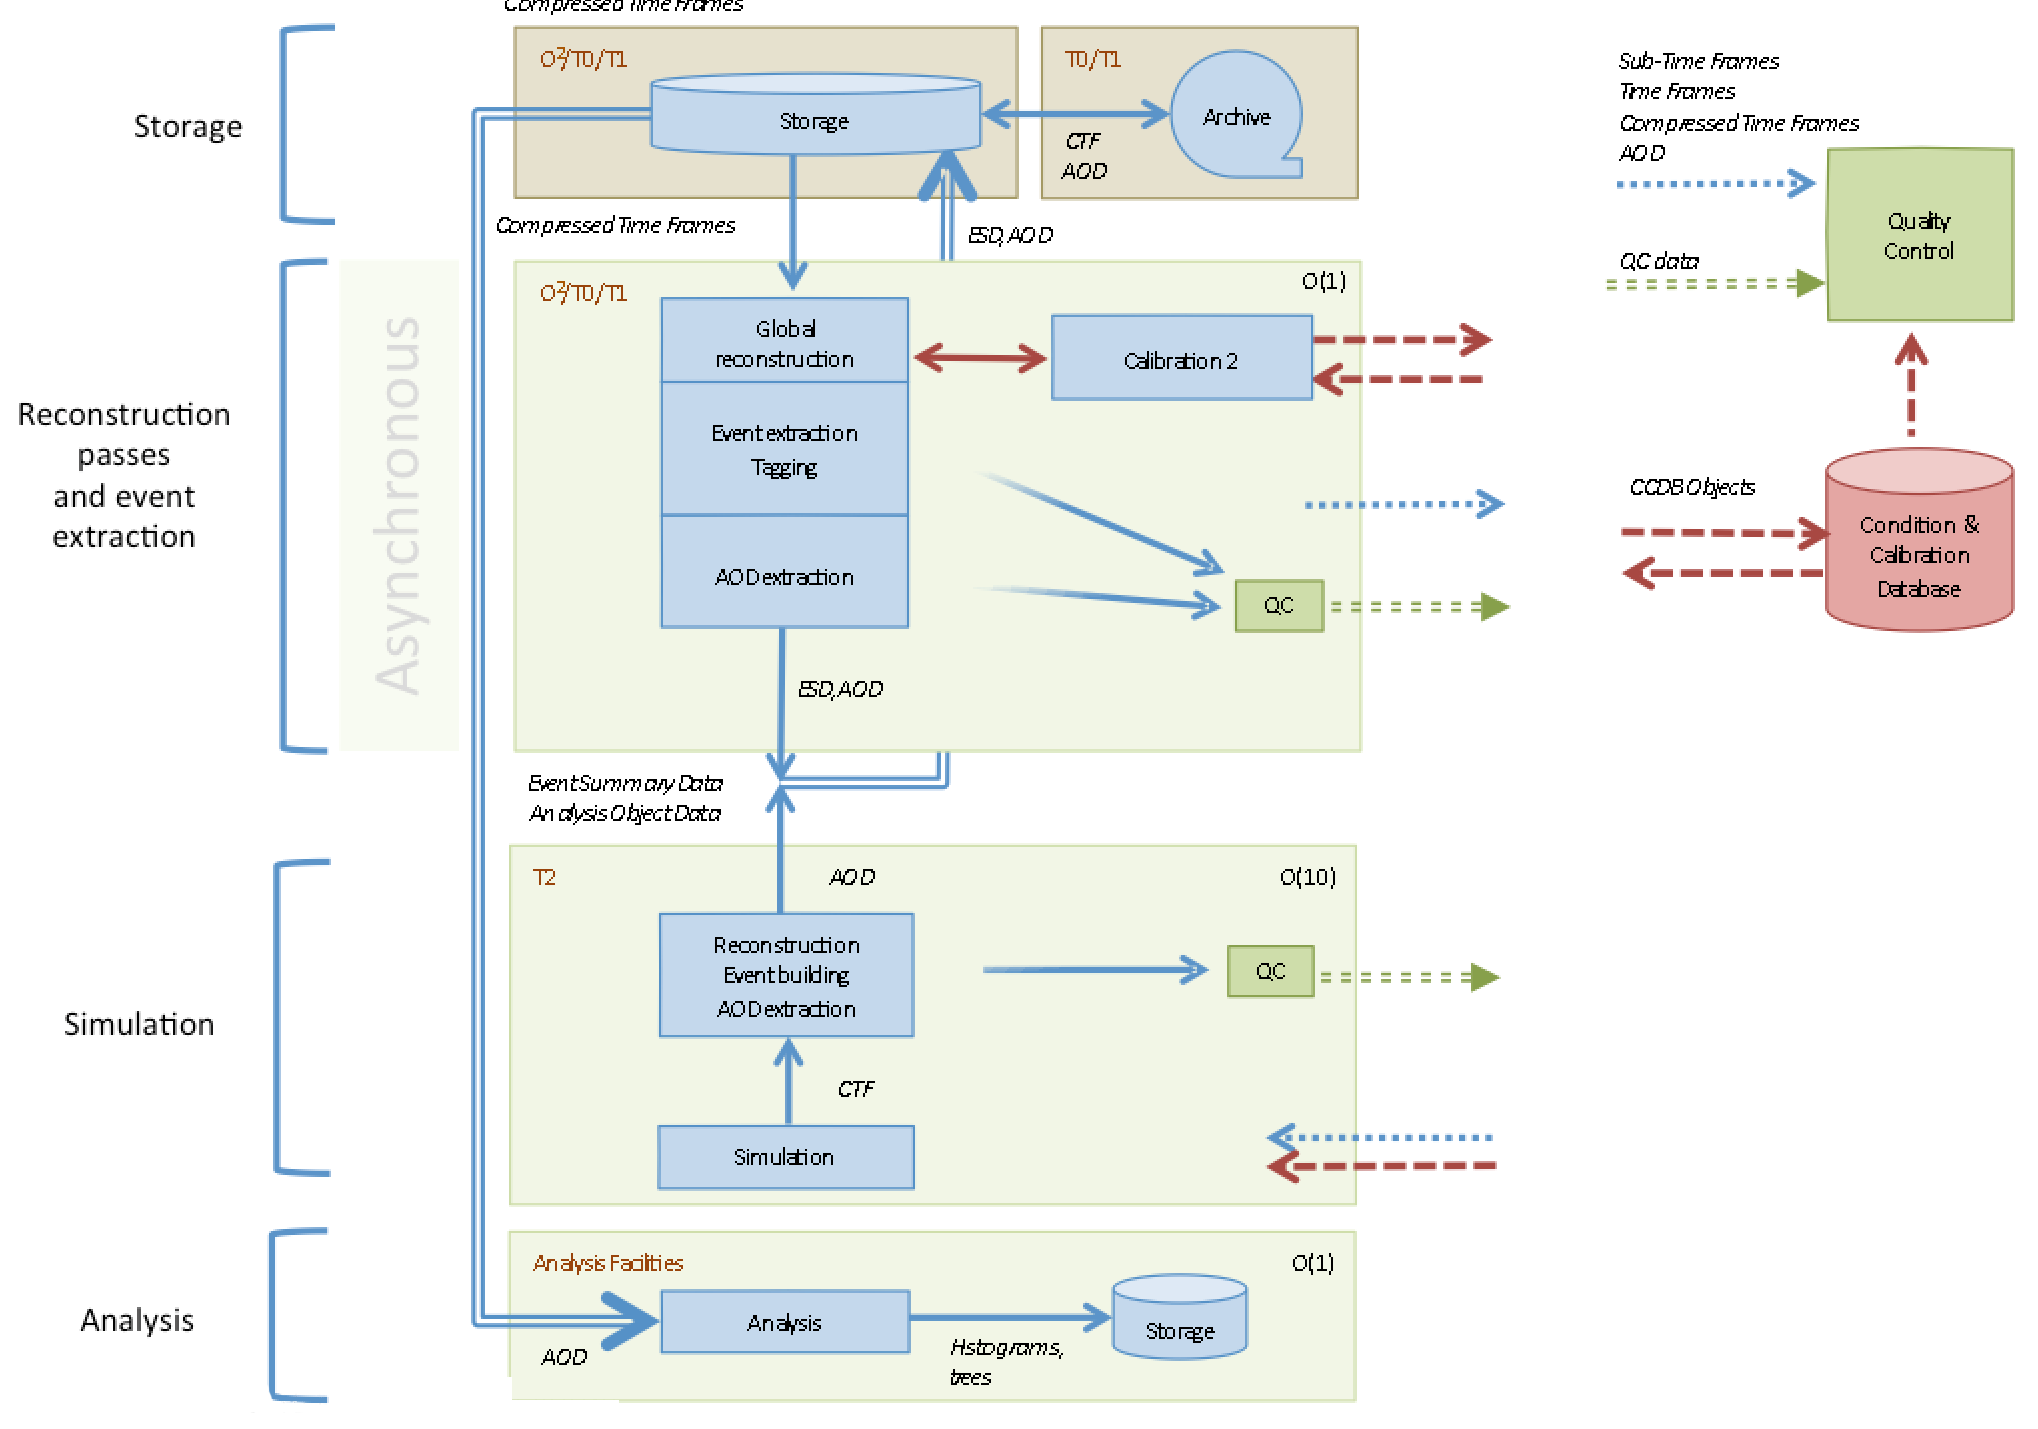 Compressed Time Frames
Storage
O²/T0/T1
Storage
T0/T1
Archive
CTF
AOD
Sub-Time Frames
Time Frames
Compressed Time Frames
AOD
Quality
Control
QC data
Compressed Time Frames
ESD, AOD
Reconstruction
passes
and event
extraction
Asynchronous
O²/T0/T1
O(1)
Global
reconstruction
Calibration 2
Event extraction
Tagging
AOD extraction
QC
ESD, AOD
CCDB Objects
Condition &
Calibration
Database
Event Summary Data
Analysis Object Data
Simulation
T2
AOD
O(10)
Reconstruction
Event building
AOD extraction
QC
CTF
Simulation
Analysis
Analysis Facilities
O(1)
Analysis
AOD
Hstograms,
trees
Storage